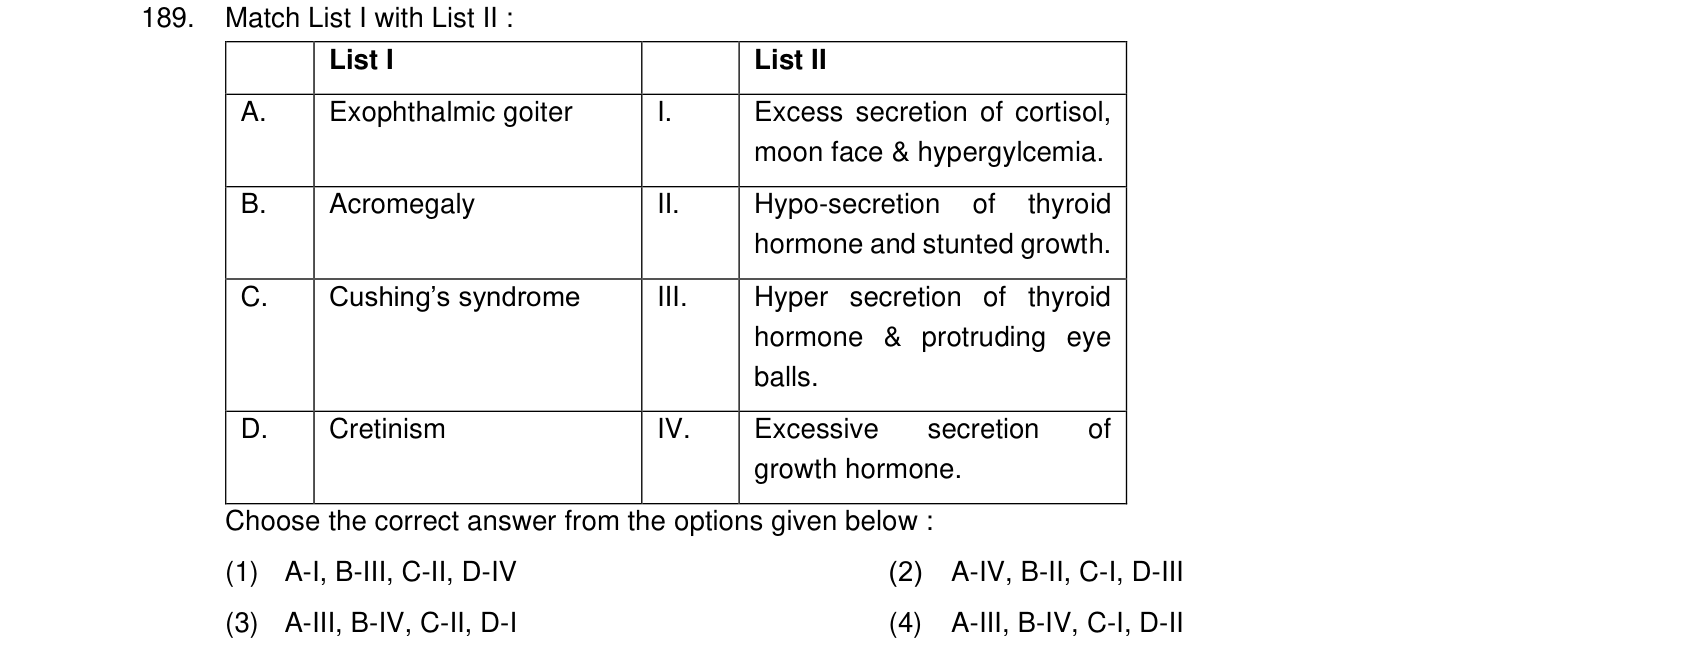 189. Match List I with List II :
List I List II
A. Exophthalmic goiter I. Excess secretion of cortisol,
moon face & hypergylcemia.
B. Acromegaly II. Hypo-secretion of thyroid
hormone and stunted growth.
C. Cushing's syndrome III. Hyper secretion of thyroid
hormone & protruding eye
balls.
D. Cretinism IV. Excessive secretion of
growth hormone.
Choose the correct answer from the options given below :
(1) A-I, B-III, C-II, D-IV (2) A-IV, B-II, C-I, D-III
(3) A-III, B-IV, C-II, D-I (4) A-III, B-IV, C-I, D-II